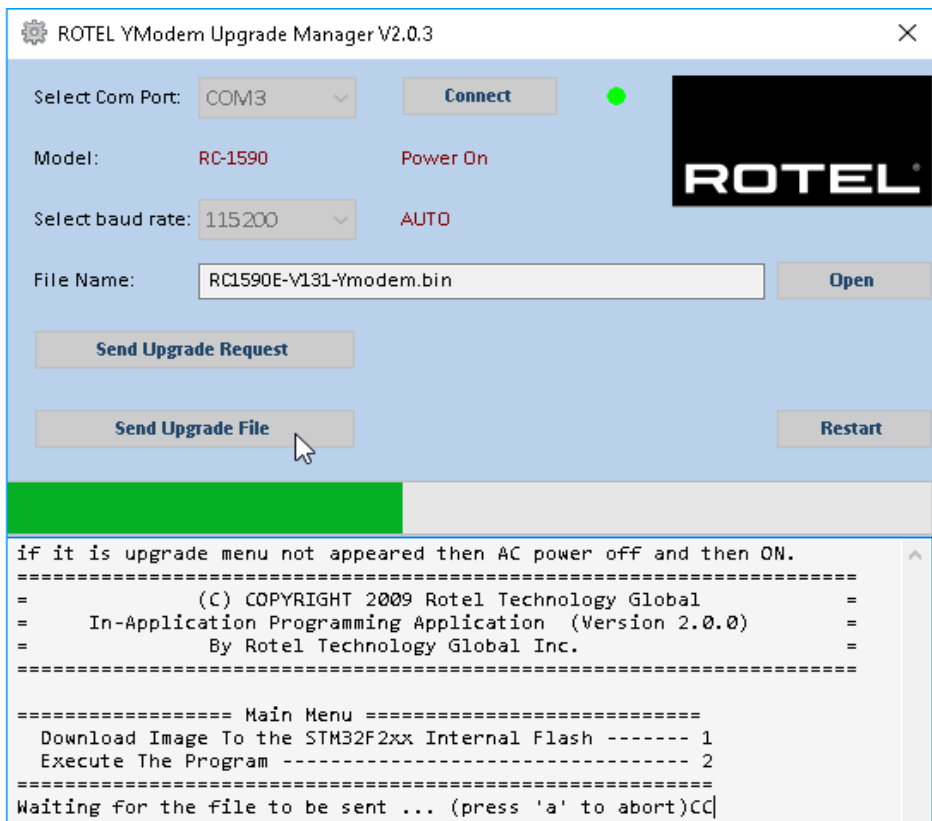 ROTEL YModem Upgrade Manager V2.0.3
Select Com Port: COM3 Connect
ROTEL
Model: RC-1590 Power On
Select baud rate: 115200 AUTO
File Name: RC1590E-V131-Ymodem.bin Open
Send Upgrade Request
Send Upgrade File Restart
if it is upgrade menu not appeared then AC power off and then ON.
======================================================================
=            (C) COPYRIGHT 2009 Rotel Technology Global              =
=      In-Application Programming Application  (Version 2.0.0)       =
=                By Rotel Technology Global Inc.                     =
======================================================================
================== Main Menu ============================
  Download Image To the STM32F2xx Internal Flash ------- 1
  Execute The Program ---------------------------------- 2
==========================================================
Waiting for the file to be sent ... (press 'a' to abort)CC